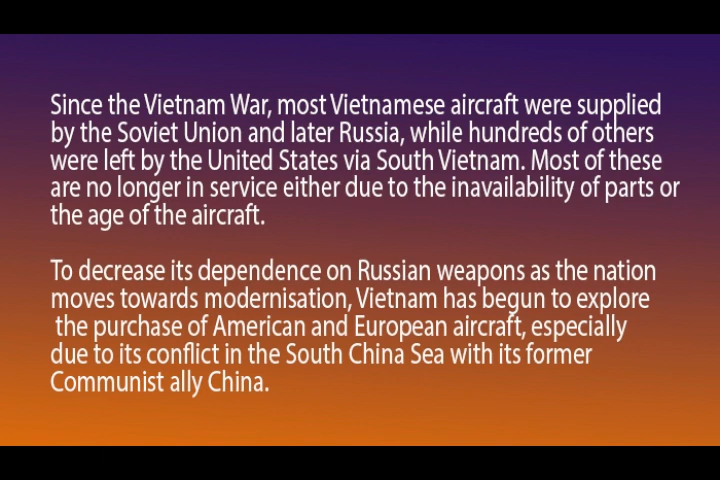 Since the Vietnam War, most Vietnamese aircraft were supplied
by the Soviet Union and later Russia, while hundreds of others
were left by the United States via South Vietnam. Most of these
are no longer in service either due to the inavailability of parts or
the age of the aircraft.
To decrease its dependence on Russian weapons as the nation
moves towards modernisation, Vietnam has begun to explore
the purchase of American and European aircraft, especially
due to its conflict in the South China Sea with its former
Communist ally China.